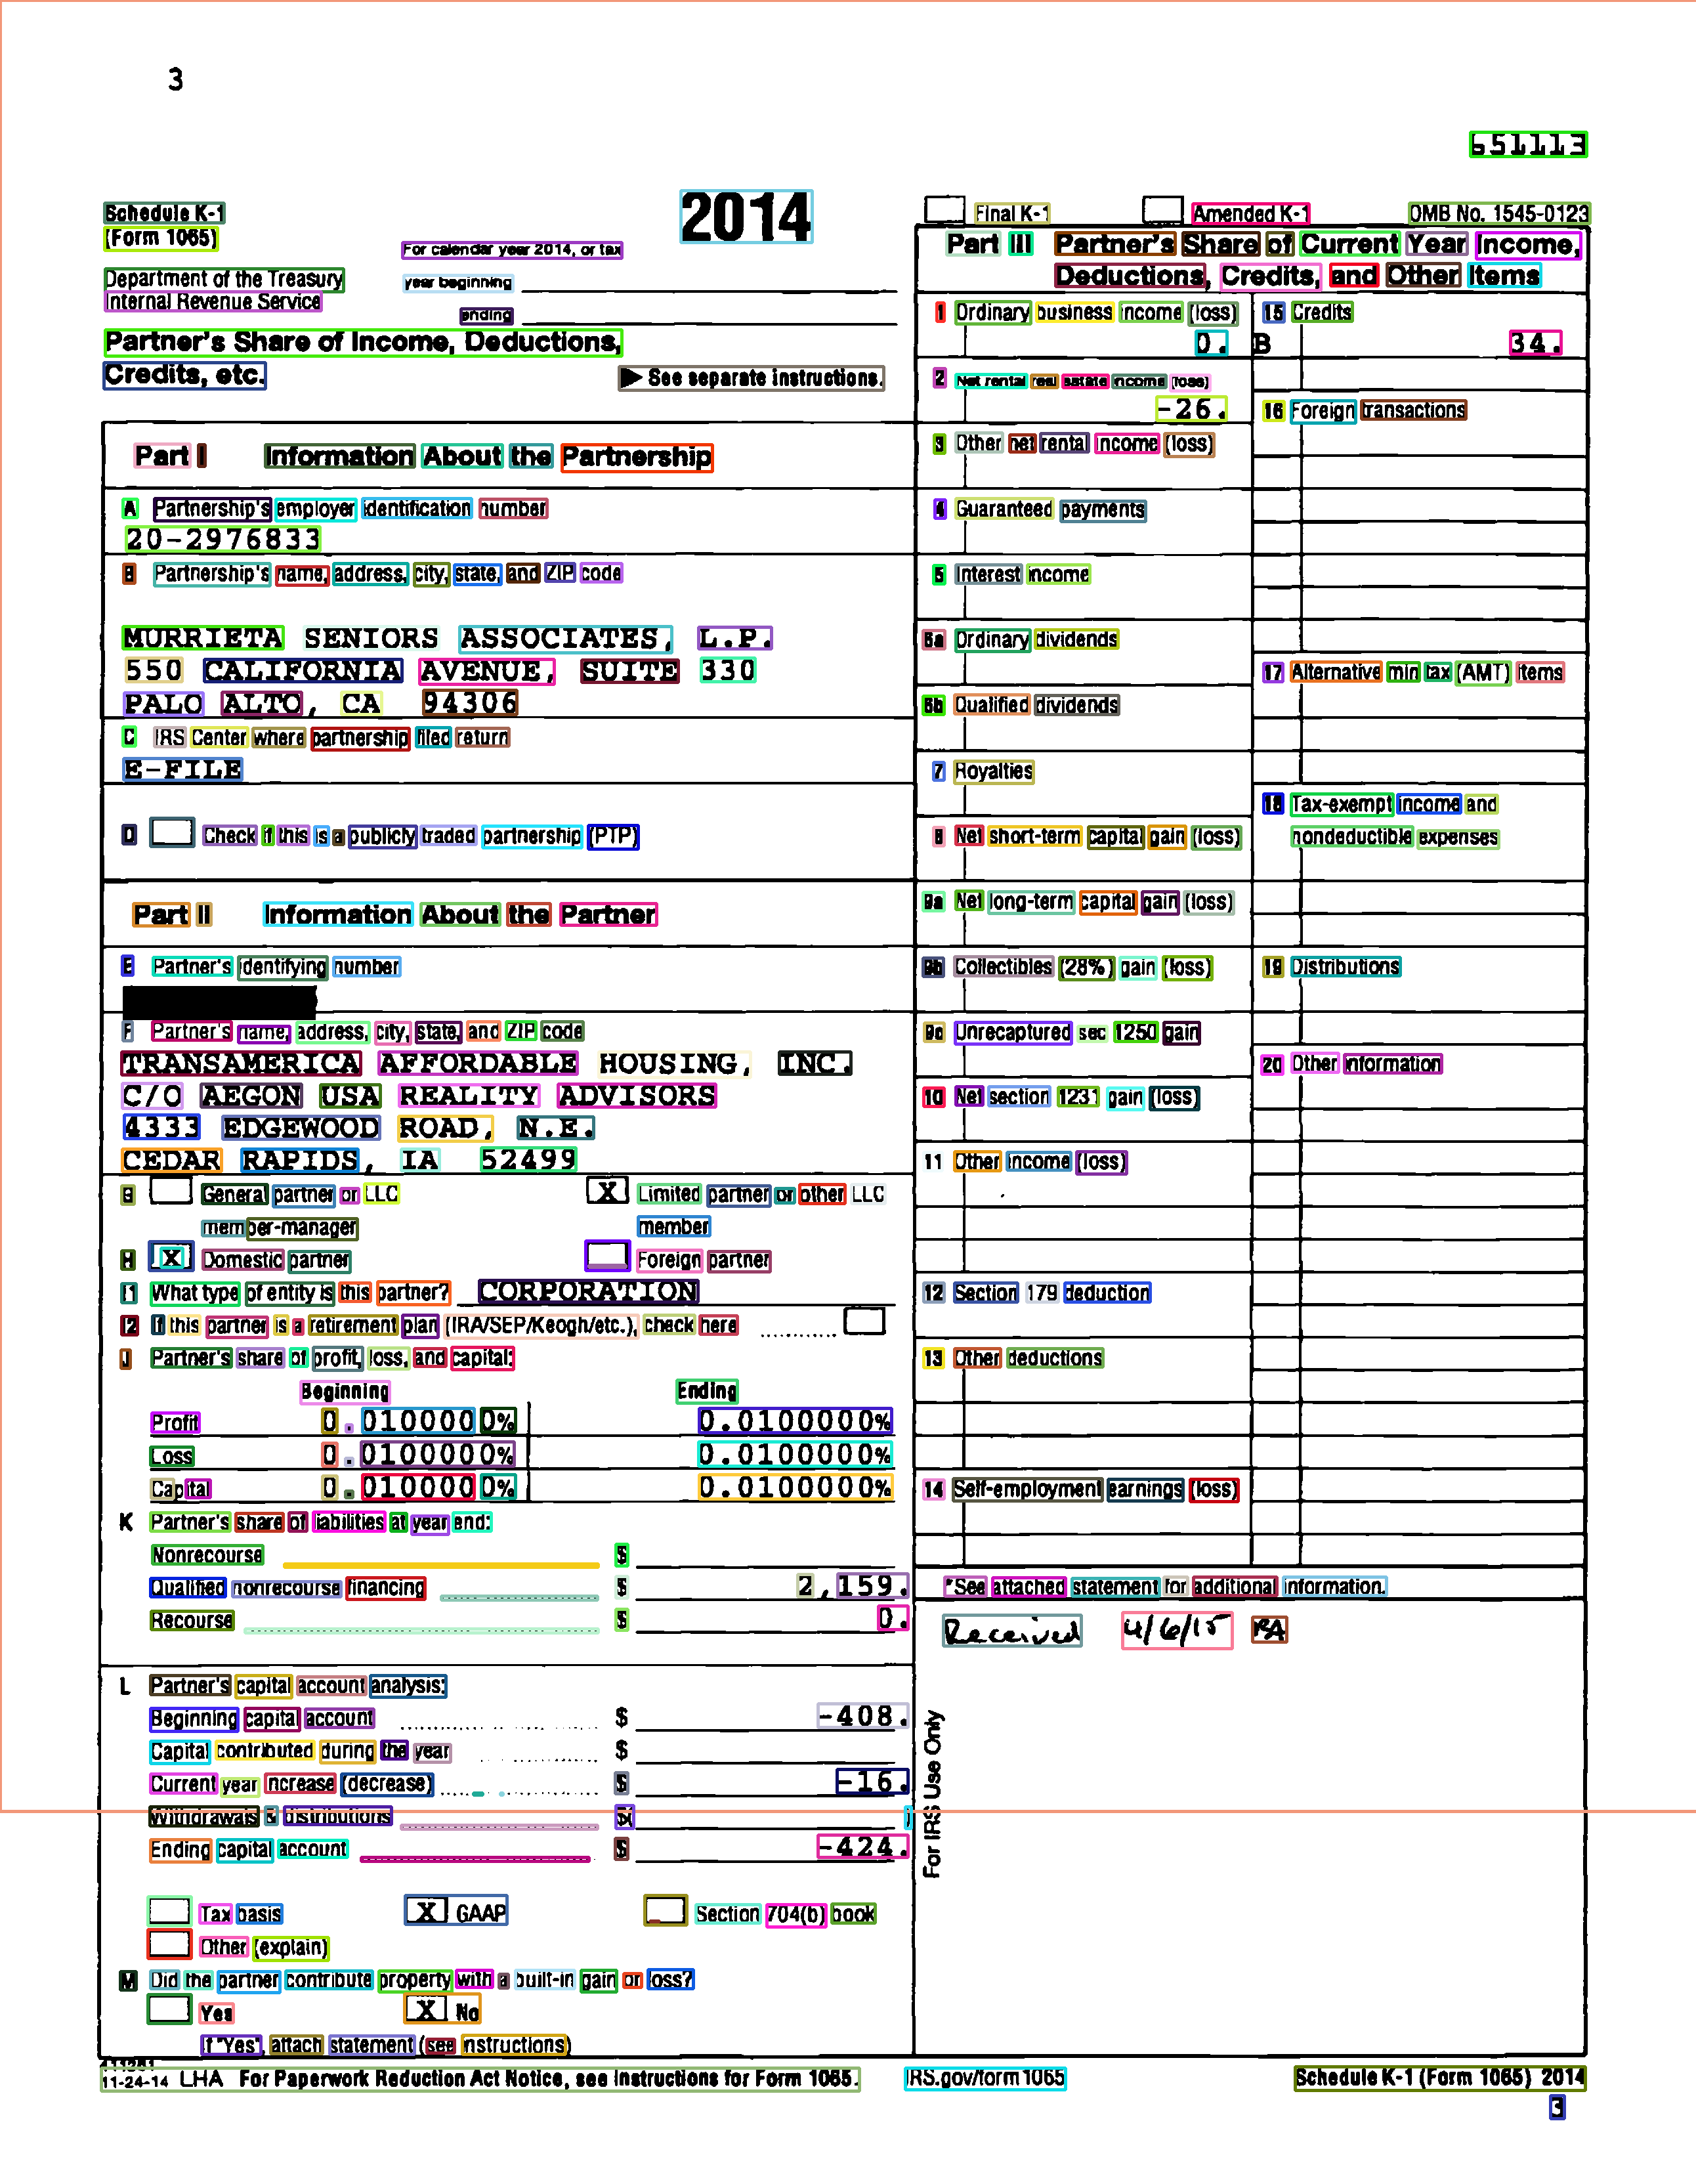 3
651113
Schedule K-1
(Form 1065)
2014
Department of the Treasury
Internal Revenue Service
For calendar year 2014, or tax
year beginning
ending
Partner's Share of Income, Deductions,
Credits, etc.
▶ See separate instructions.
Part I Information About the Partnership
A Partnership's employer identification number
20-2976833
B Partnership's name, address, city, state, and ZIP code
MURRIETA SENIORS ASSOCIATES, L.P.
550 CALIFORNIA AVENUE, SUITE 330
PALO ALTO, CA 94306
C IRS Center where partnership filed return
E-FILE
D Check if this is a publicly traded partnership (PTP)
Part II Information About the Partner
E Partner's identifying number
F Partner's name, address, city, state, and ZIP code
TRANSAMERICA AFFORDABLE HOUSING, INC.
C/O AEGON USA REALITY ADVISORS
4333 EDGEWOOD ROAD, N.E.
CEDAR RAPIDS, IA 52499
G General partner or LLC member-manager
X Limited partner or other LLC member
H X Domestic partner
Foreign partner
I1 What type of entity is this partner? CORPORATION
I2 If this partner is a retirement plan (IRA/SEP/Keogh/etc.), check here
J Partner's share of profit, loss, and capital:
Beginning Ending
Profit 0.0100000% 0.0100000%
Loss 0.0100000% 0.0100000%
Capital 0.0100000% 0.0100000%
K Partner's share of liabilities at year end:
Nonrecourse $
Qualified nonrecourse financing $ 2,159.
Recourse $ 0.
L Partner's capital account analysis:
Beginning capital account $ -408.
Capital contributed during the year $
Current year increase (decrease) $ -16.
Withdrawals & distributions $( )
Ending capital account $ -424.
Tax basis X GAAP Section 704(b) book
Other (explain)
M Did the partner contribute property with a built-in gain or loss?
Yes X No
If "Yes", attach statement (see instructions)
Final K-1 Amended K-1 OMB No. 1545-0123
Part III Partner's Share of Current Year Income,
Deductions, Credits, and Other Items
1 Ordinary business income (loss)
0.
2 Net rental real estate income (loss)
-26.
3 Other net rental income (loss)
4 Guaranteed payments
5 Interest income
6a Ordinary dividends
6b Qualified dividends
7 Royalties
8 Net short-term capital gain (loss)
9a Net long-term capital gain (loss)
9b Collectibles (28%) gain (loss)
9c Unrecaptured sec 1250 gain
10 Net section 1231 gain (loss)
11 Other income (loss)
12 Section 179 deduction
13 Other deductions
14 Self-employment earnings (loss)
15 Credits
B 34.
16 Foreign transactions
17 Alternative min tax (AMT) items
18 Tax-exempt income and
nondeductible expenses
19 Distributions
20 Other information
*See attached statement for additional information.
Received 4/6/15 RA
For IRS Use Only
411261
11-24-14 LHA For Paperwork Reduction Act Notice, see Instructions for Form 1065.
IRS.gov/form1065
Schedule K-1 (Form 1065) 2014
3